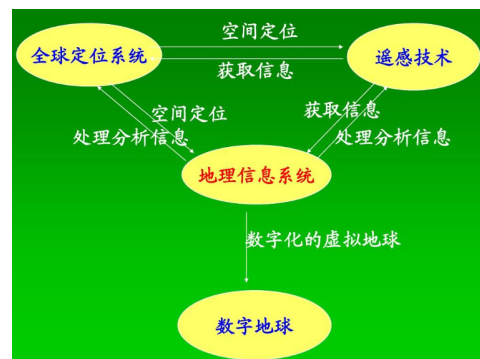 空间定位
全球定位系统
遥感技术
获取信息
空间定位
获取信息
处理分析信息
处理分析信息
地理信息系统
数字化的虚拟地球
数字地球